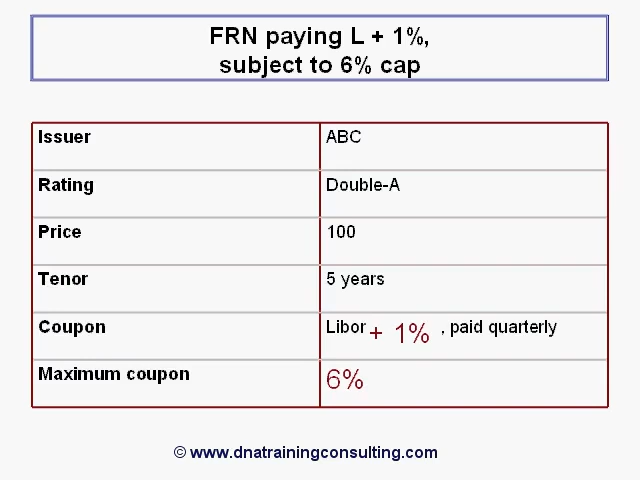 FRN paying L + 1%,
subject to 6% cap
Issuer ABC
Rating Double-A
Price 100
Tenor 5 years
Coupon Libor + 1% , paid quarterly
Maximum coupon 6%
© www.dnatrainingconsulting.com